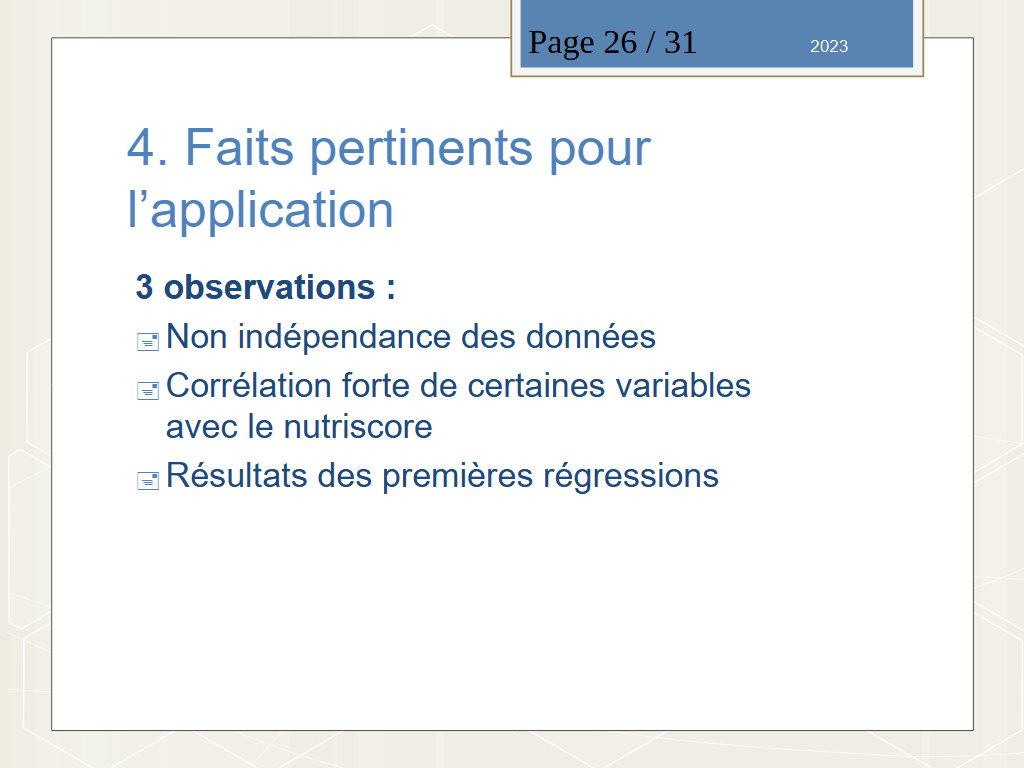 Page 26 / 31
2023
4. Faits pertinents pour
l’application
3 observations :
Non indépendance des données
Corrélation forte de certaines variables
avec le nutriscore
Résultats des premières régressions